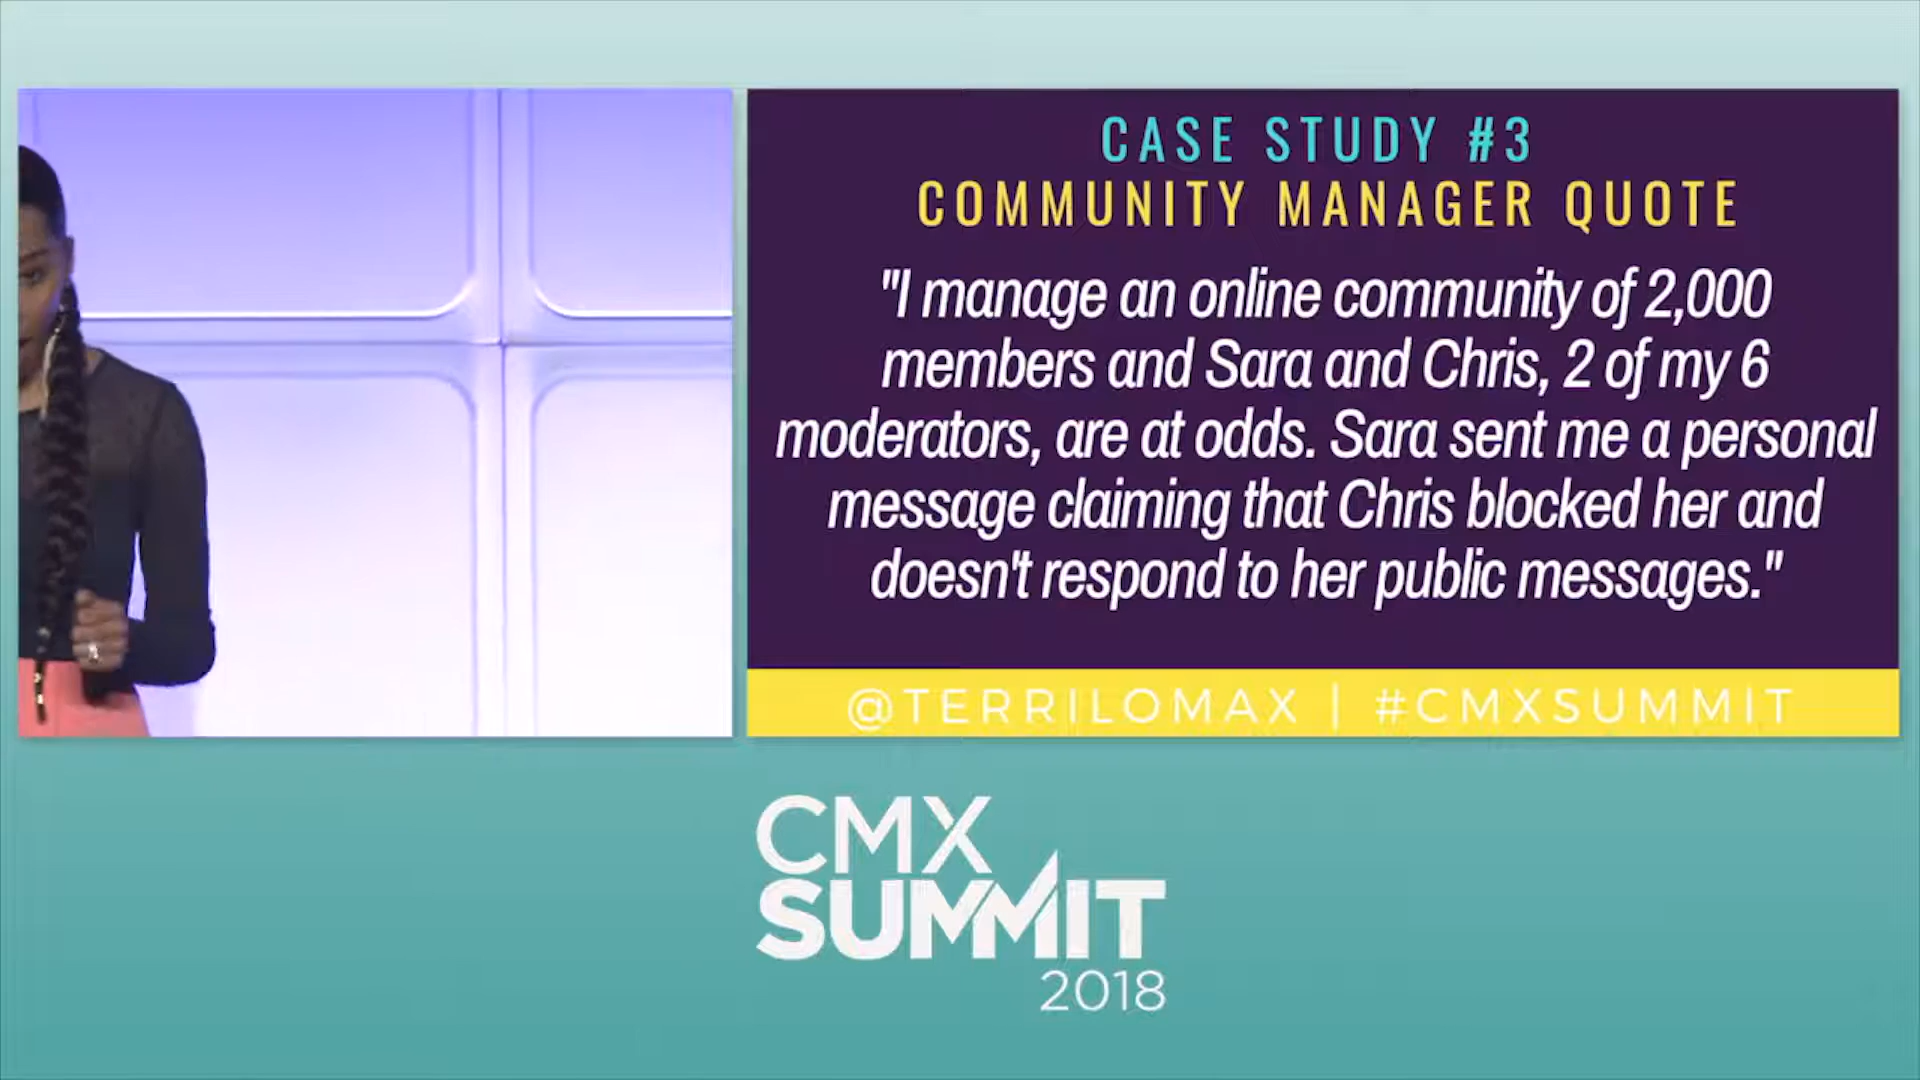 CASE STUDY #3
COMMUNITY MANAGER QUOTE
"I manage an online community of 2,000
members and Sara and Chris, 2 of my 6
moderators, are at odds. Sara sent me a personal
message claiming that Chris blocked her and
doesn't respond to her public messages."
@TERRILOMAX | #CMXSUMMIT
CMX
SUMMIT
2018